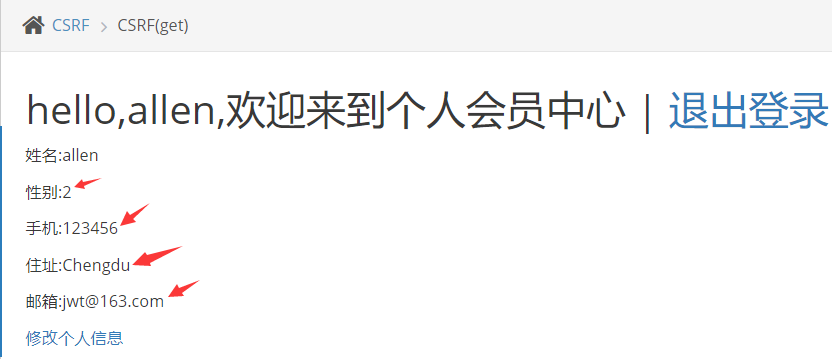 CSRF > CSRF(get)
hello,allen,欢迎来到个人会员中心 | 退出登录
姓名:allen
性别:2
手机:123456
住址:Chengdu
邮箱:jwt@163.com
修改个人信息